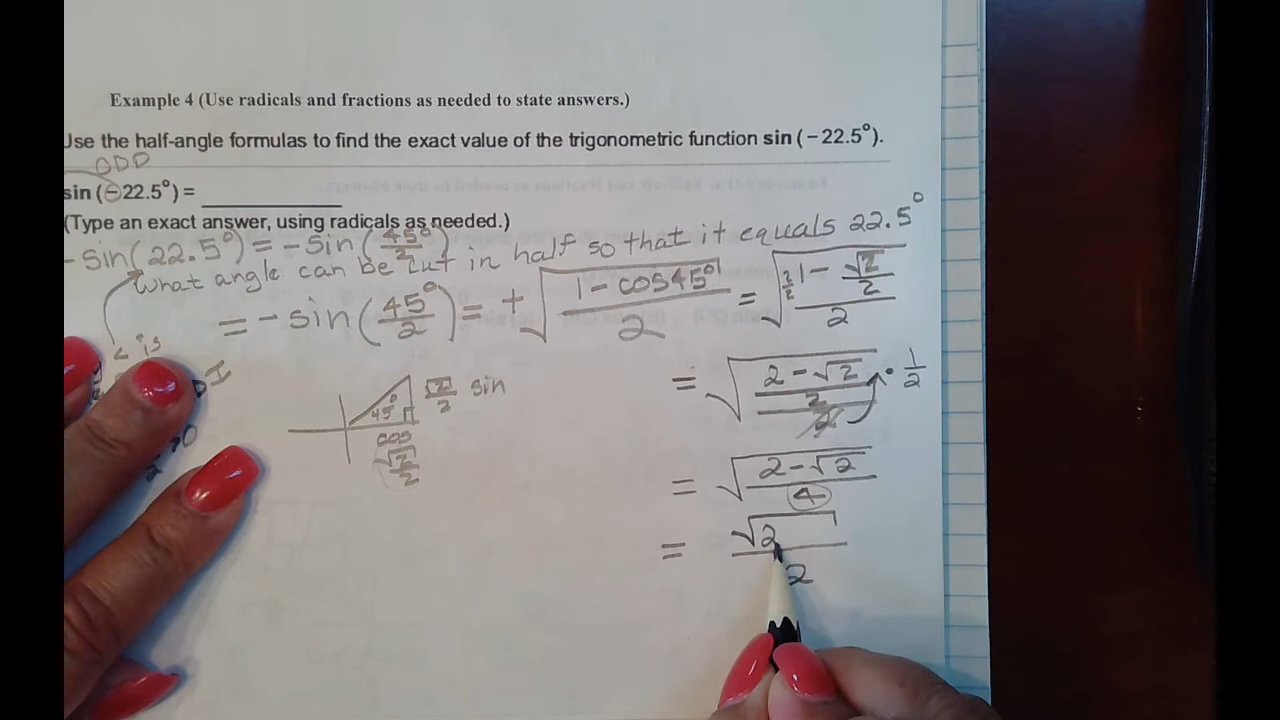 Example 4 (Use radicals and fractions as needed to state answers.)
Use the half-angle formulas to find the exact value of the trigonometric function sin (−22.5°).
ODD
sin (−22.5°) =
(Type an exact answer, using radicals as needed.)
-sin(22.5°) = -sin(45°/2)
What angle can be cut in half so that it equals 22.5°
= -sin(45°/2) = +√((1-cos45°)/2) = √((2/2 1 - √2/2)/2)
= √(((2-√2)/2)/2) · 1/2
= √((2-√2)/4)
= √2 / 2
∠ is
45°
√2/2 sin
cos
√2/2